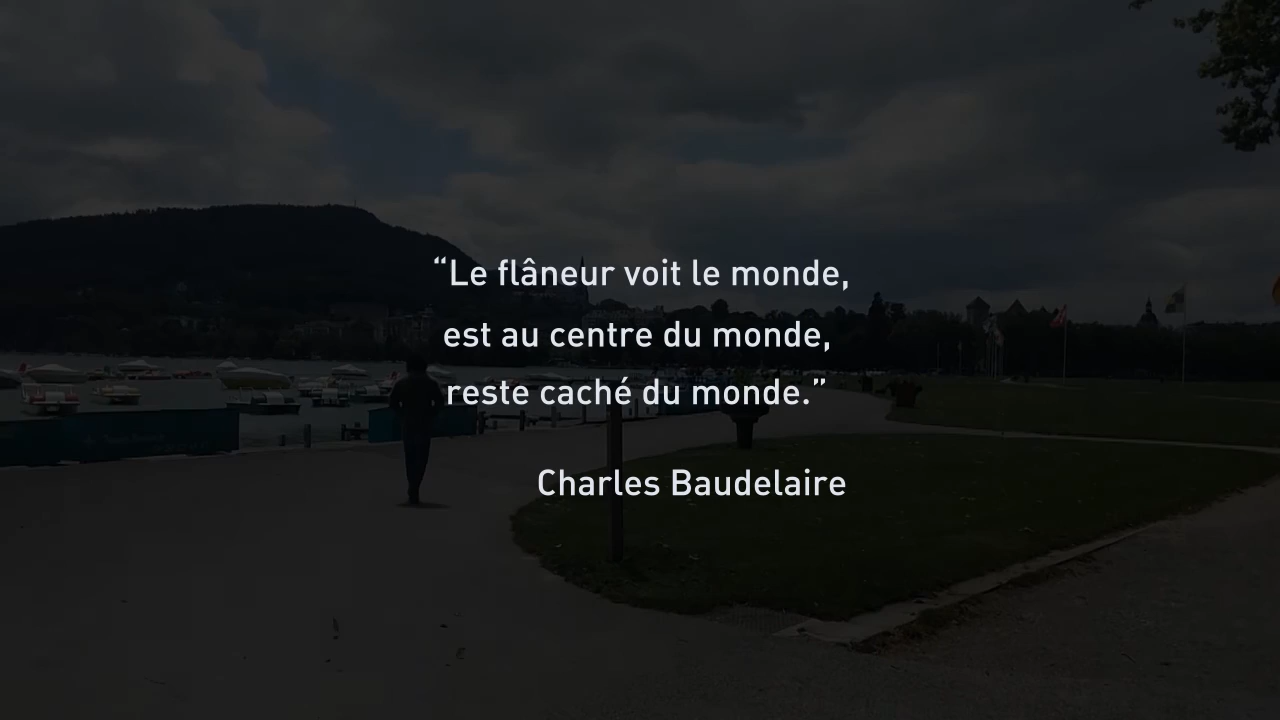 “Le flâneur voit le monde,
est au centre du monde,
reste caché du monde.”
Charles Baudelaire